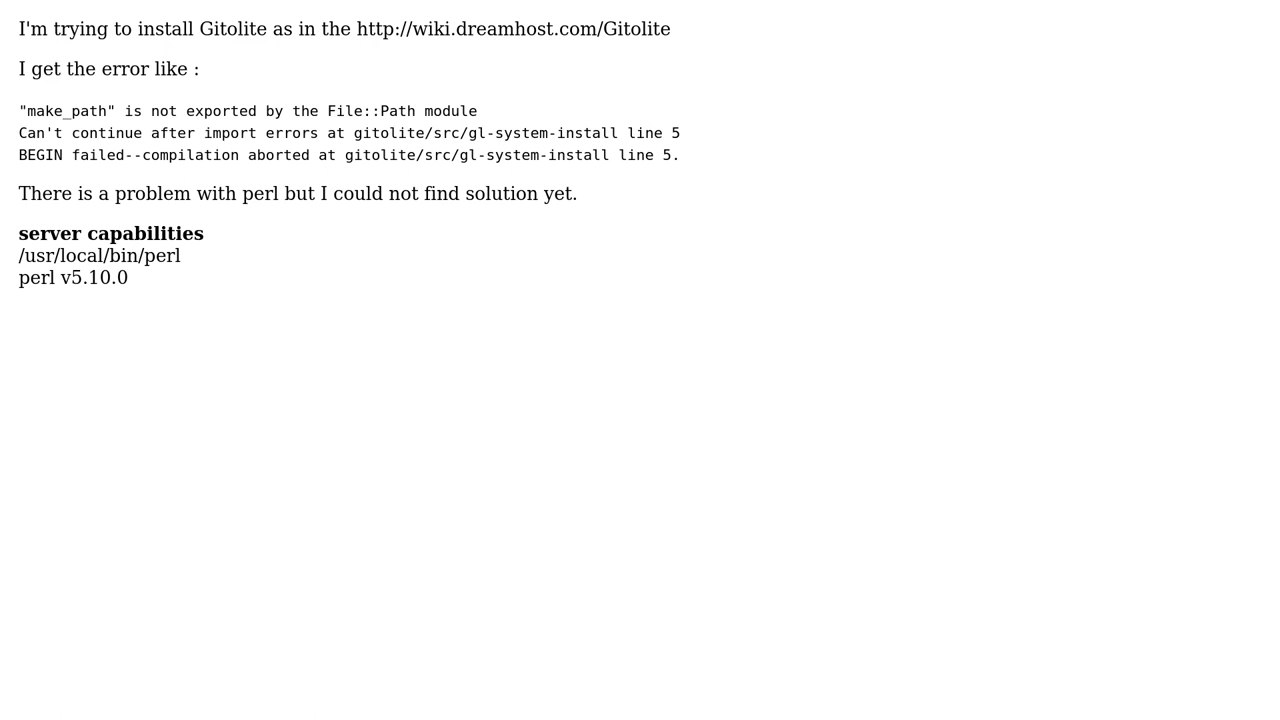 I'm trying to install Gitolite as in the http://wiki.dreamhost.com/Gitolite
I get the error like :
"make_path" is not exported by the File::Path module
Can't continue after import errors at gitolite/src/gl-system-install line 5
BEGIN failed--compilation aborted at gitolite/src/gl-system-install line 5.
There is a problem with perl but I could not find solution yet.
server capabilities
/usr/local/bin/perl
perl v5.10.0